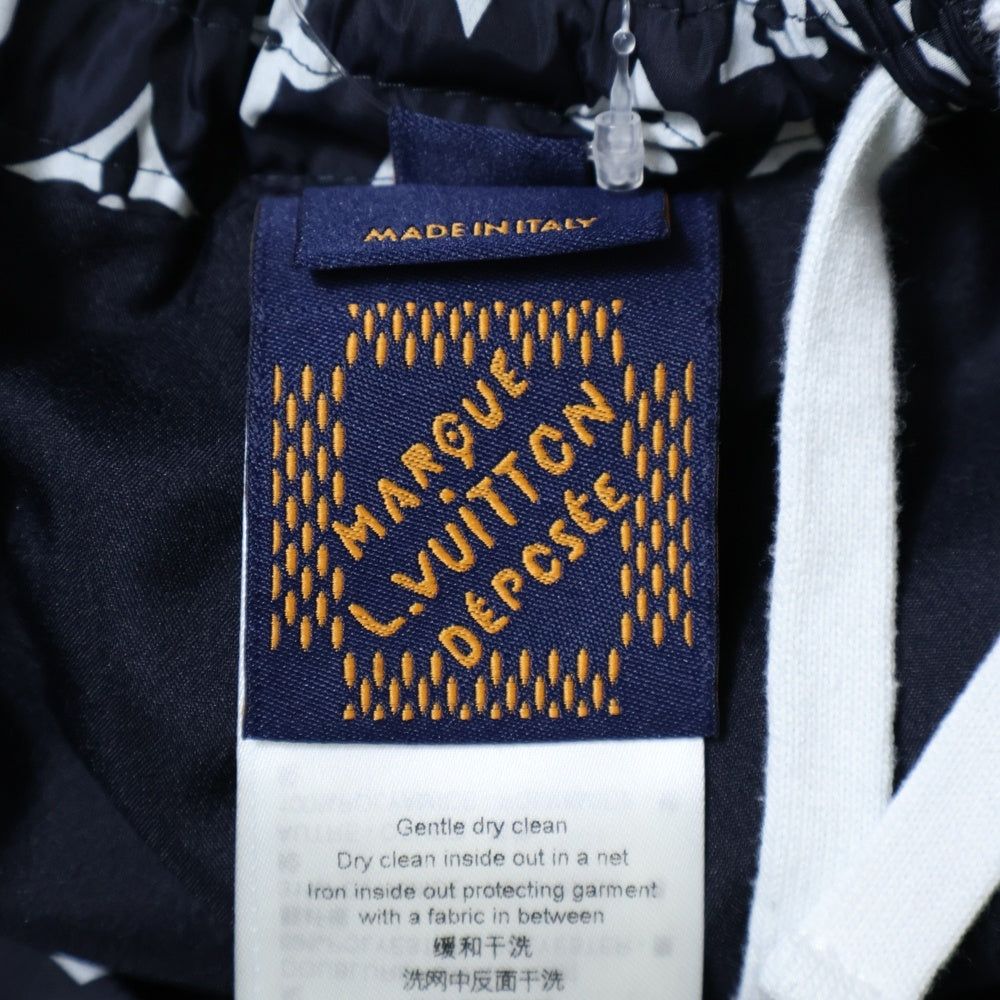 MADE IN ITALY
MARQUE
L.VUiTTON
DÉPOSÉE
Gentle dry clean
Dry clean inside out in a net
Iron inside out protecting garment
with a fabric in between
缓和干洗
洗网中反面干洗